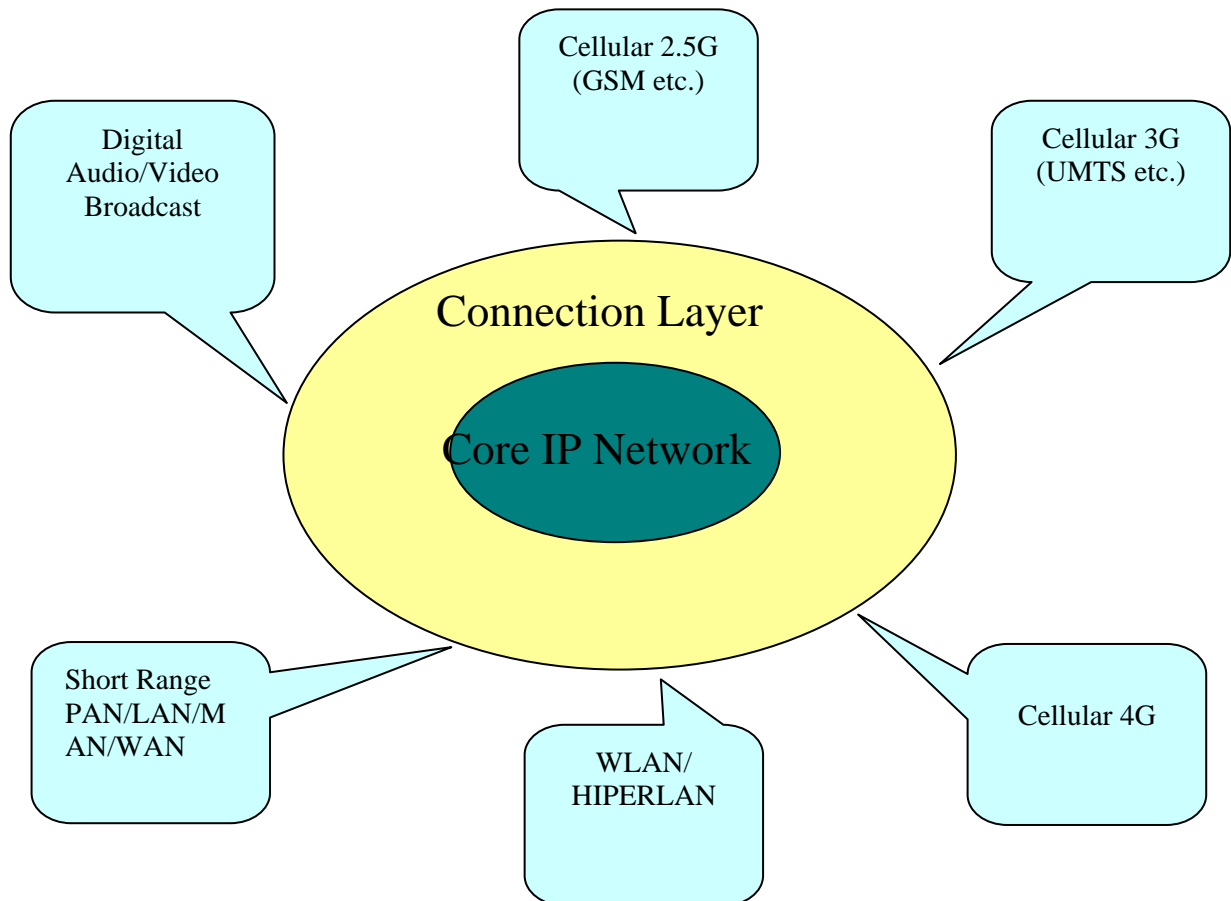 Cellular 2.5G
(GSM etc.)
Digital
Audio/Video
Broadcast
Cellular 3G
(UMTS etc.)
Connection Layer
Core IP Network
Short Range
PAN/LAN/M
AN/WAN
WLAN/
HIPERLAN
Cellular 4G